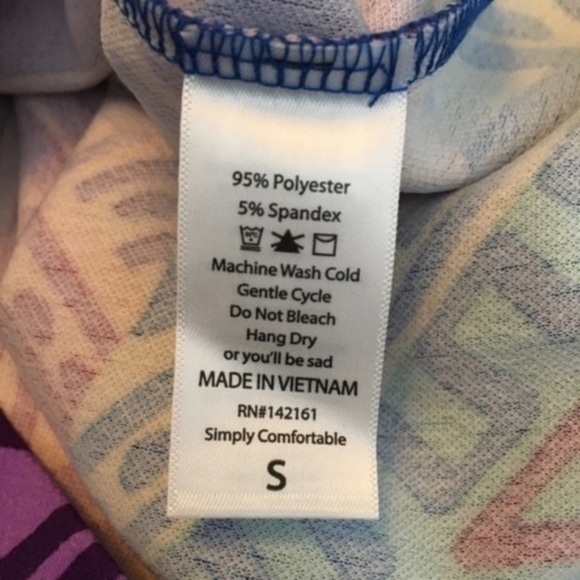 95% Polyester
5% Spandex
Machine Wash Cold
Gentle Cycle
Do Not Bleach
Hang Dry
or you'll be sad
MADE IN VIETNAM
RN#142161
Simply Comfortable
S